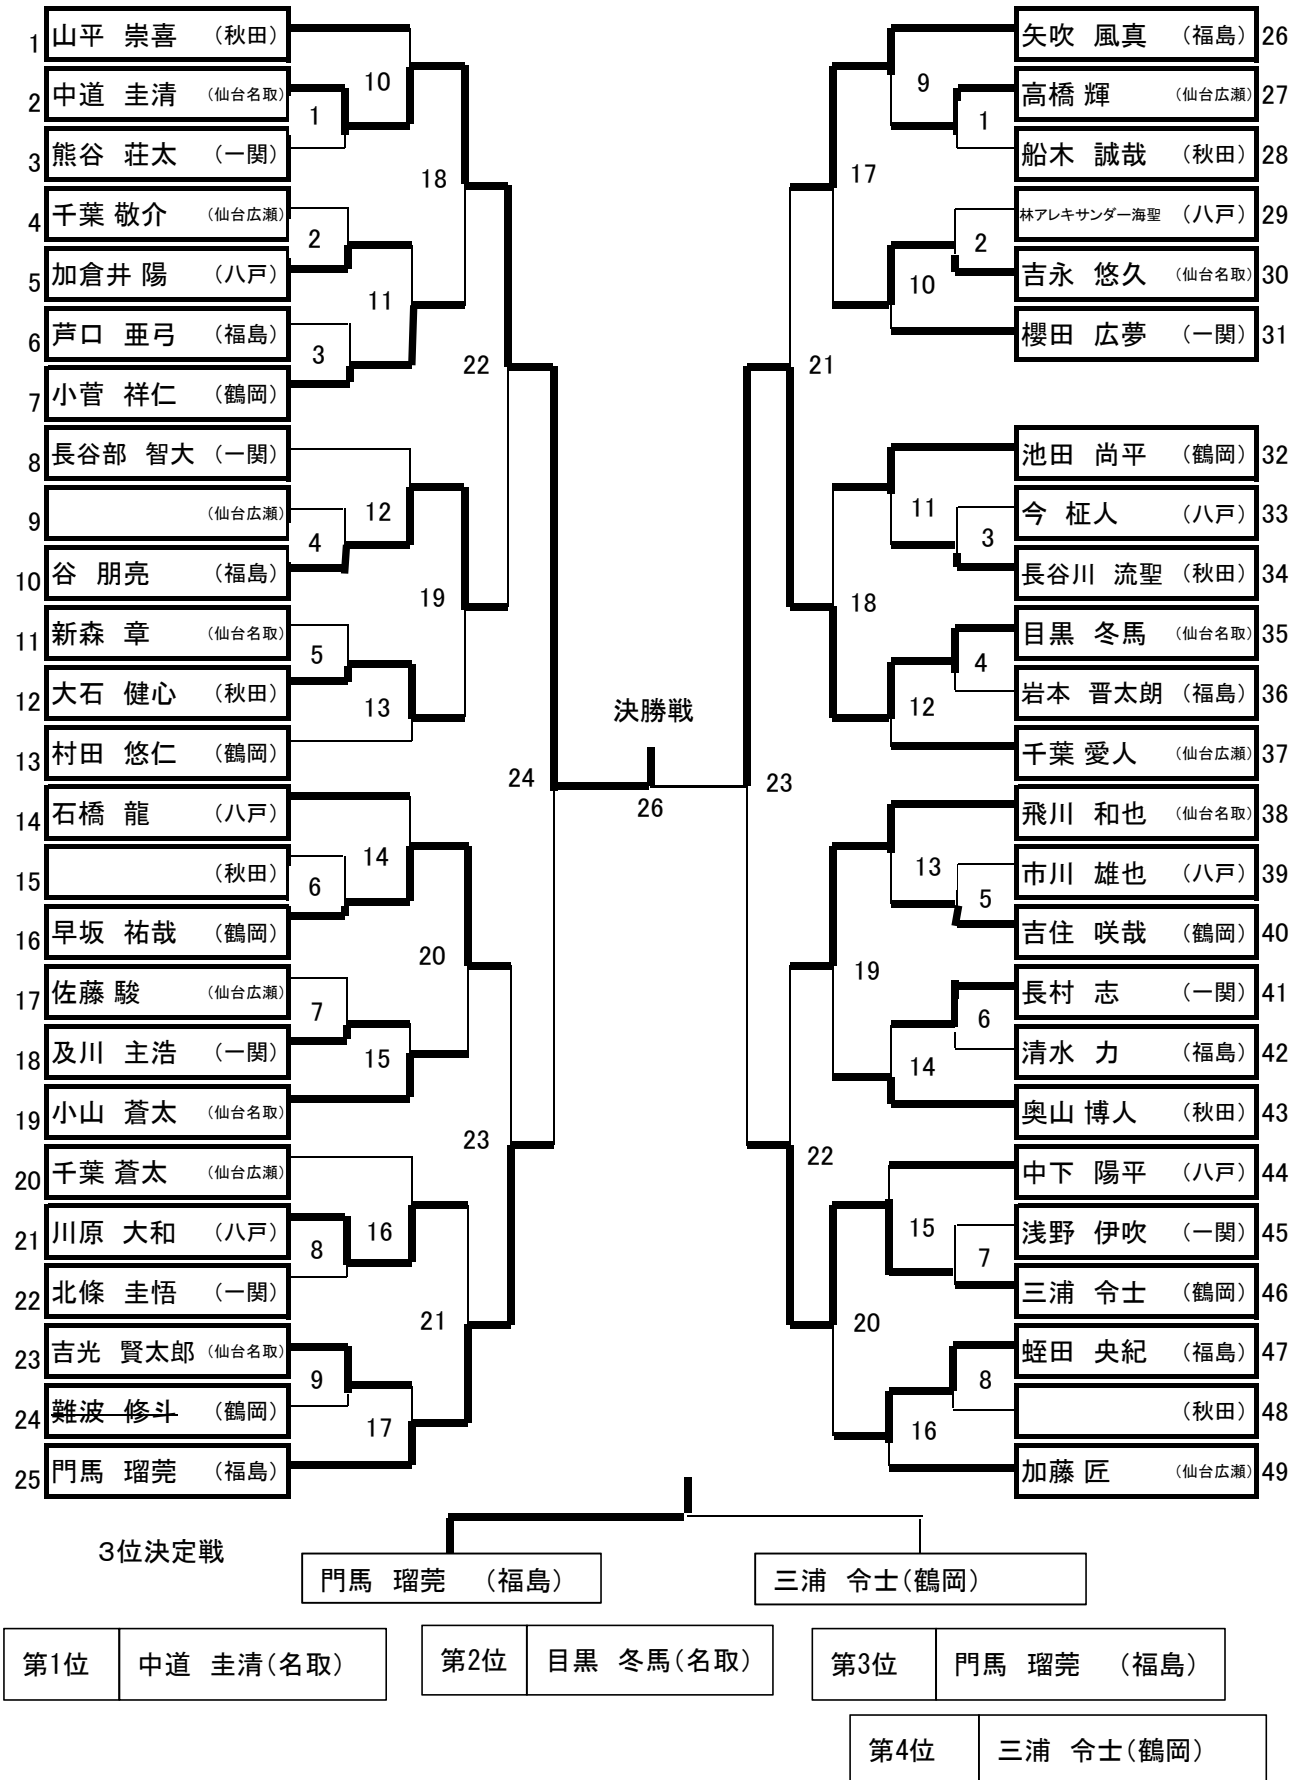 1 山平 崇喜 (秋田)
2 中道 圭清 (仙台名取)
3 熊谷 荘太 (一関)
4 千葉 敬介 (仙台広瀬)
5 加倉井 陽 (八戸)
6 芦口 亜弓 (福島)
7 小菅 祥仁 (鶴岡)
8 長谷部 智大 (一関)
9 (仙台広瀬)
10 谷 朋亮 (福島)
11 新森 章 (仙台名取)
12 大石 健心 (秋田)
13 村田 悠仁 (鶴岡)
14 石橋 龍 (八戸)
15 (秋田)
16 早坂 祐哉 (鶴岡)
17 佐藤 駿 (仙台広瀬)
18 及川 主浩 (一関)
19 小山 蒼太 (仙台名取)
20 千葉 蒼太 (仙台広瀬)
21 川原 大和 (八戸)
22 北條 圭悟 (一関)
23 吉光 賢太郎 (仙台名取)
24 難波 修斗 (鶴岡)
25 門馬 瑠莞 (福島)
1
2
3
4
5
6
7
8
9
10
11
12
13
14
15
16
17
18
19
20
21
22
23
24
決勝戦
26
矢吹 風真 (福島) 26
高橋 輝 (仙台広瀬) 27
船木 誠哉 (秋田) 28
林アレキサンダー海聖 (八戸) 29
吉永 悠久 (仙台名取) 30
櫻田 広夢 (一関) 31
池田 尚平 (鶴岡) 32
今 柾人 (八戸) 33
長谷川 流聖 (秋田) 34
目黒 冬馬 (仙台名取) 35
岩本 晋太朗 (福島) 36
千葉 愛人 (仙台広瀬) 37
飛川 和也 (仙台名取) 38
市川 雄也 (八戸) 39
吉住 咲哉 (鶴岡) 40
長村 志 (一関) 41
清水 力 (福島) 42
奥山 博人 (秋田) 43
中下 陽平 (八戸) 44
浅野 伊吹 (一関) 45
三浦 令士 (鶴岡) 46
蛭田 央紀 (福島) 47
(秋田) 48
加藤 匠 (仙台広瀬) 49
1
2
3
4
5
6
7
8
9
10
11
12
13
14
15
16
17
18
19
20
21
22
23
3位決定戦
門馬 瑠莞 (福島)
三浦 令士(鶴岡)
第1位 中道 圭清(名取)
第2位 目黒 冬馬(名取)
第3位 門馬 瑠莞 (福島)
第4位 三浦 令士(鶴岡)